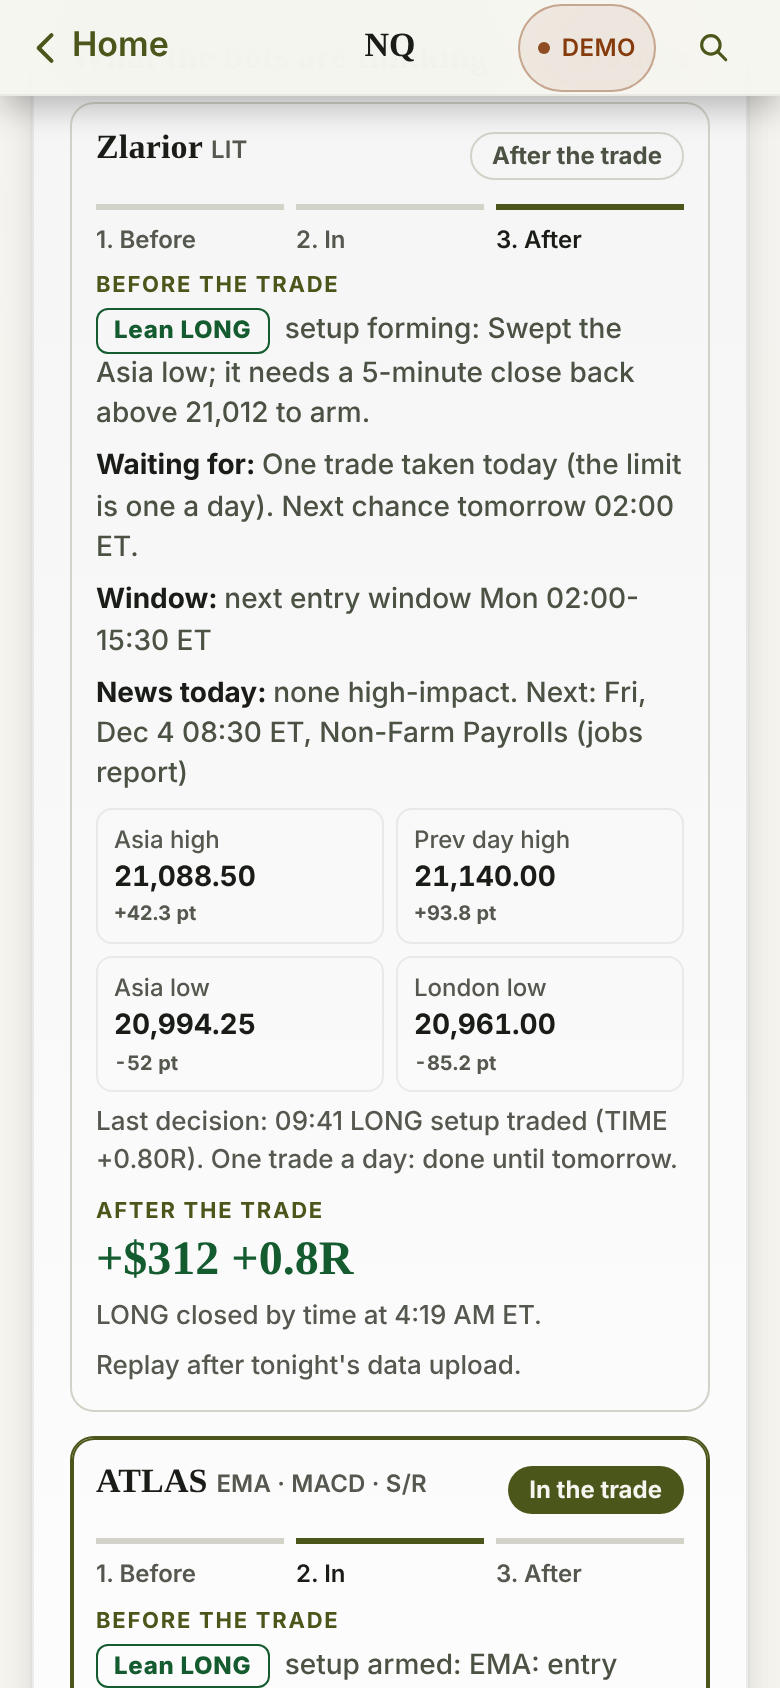 Home
NQ
DEMO
Zlarior LIT
After the trade
1. Before
2. In
3. After
BEFORE THE TRADE
Lean LONG setup forming: Swept the
Asia low; it needs a 5-minute close back
above 21,012 to arm.
Waiting for: One trade taken today (the limit
is one a day). Next chance tomorrow 02:00
ET.
Window: next entry window Mon 02:00-
15:30 ET
News today: none high-impact. Next: Fri,
Dec 4 08:30 ET, Non-Farm Payrolls (jobs
report)
Asia high
21,088.50
+42.3 pt
Prev day high
21,140.00
+93.8 pt
Asia low
20,994.25
-52 pt
London low
20,961.00
-85.2 pt
Last decision: 09:41 LONG setup traded (TIME
+0.80R). One trade a day: done until tomorrow.
AFTER THE TRADE
+$312 +0.8R
LONG closed by time at 4:19 AM ET.
Replay after tonight's data upload.
ATLAS EMA · MACD · S/R
In the trade
1. Before
2. In
3. After
BEFORE THE TRADE
Lean LONG setup armed: EMA: entry